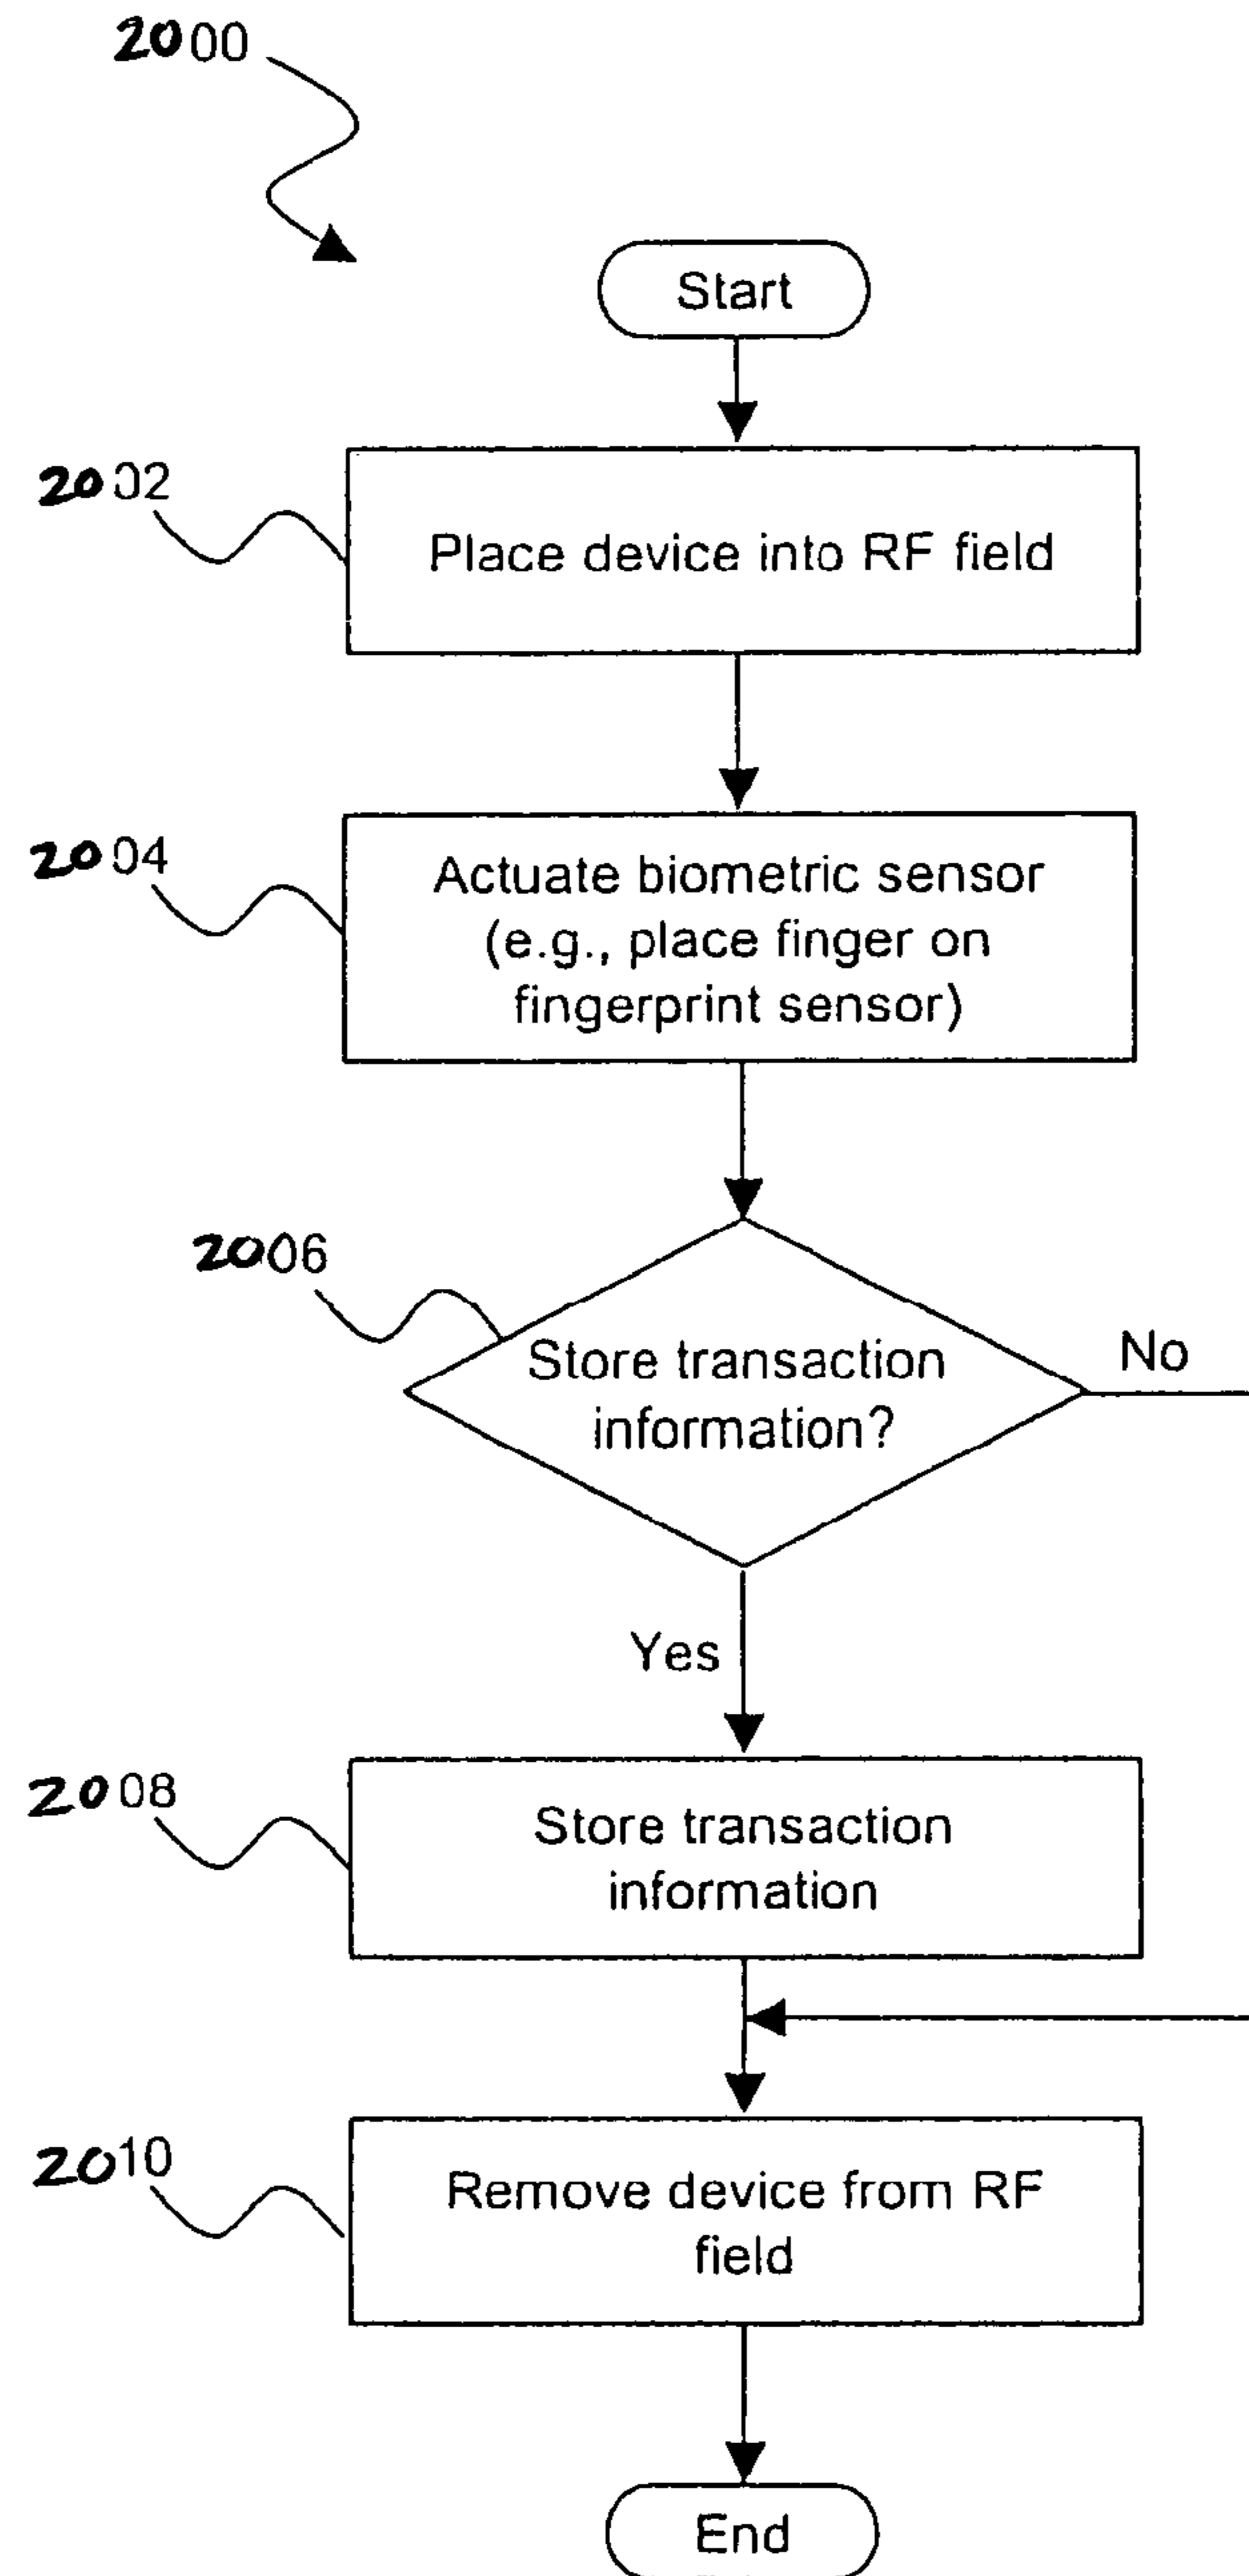 2000
Start
2002
Place device into RF field
2004
Actuate biometric sensor
(e.g., place finger on
fingerprint sensor)
2006
Store transaction
information?
No
Yes
2008
Store transaction
information
2010
Remove device from RF
field
End